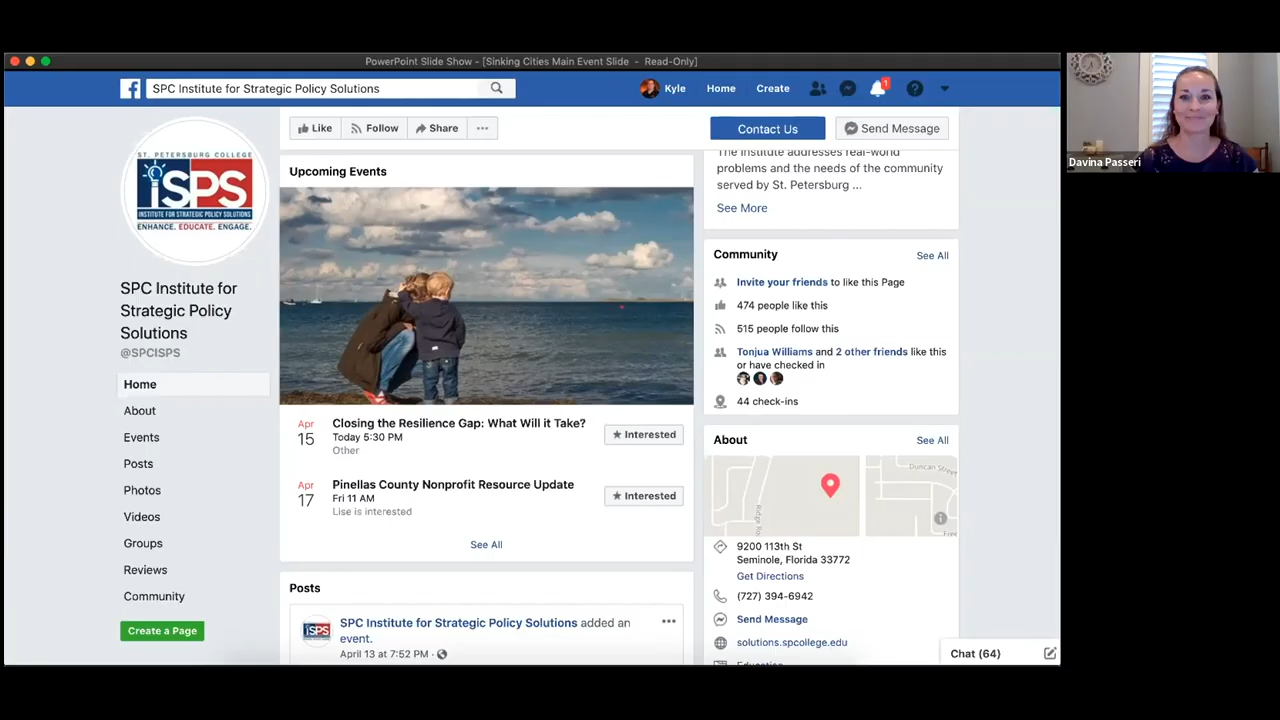 PowerPoint Slide Show - [Sinking Cities Main Event Slide - Read-Only]
SPC Institute for Strategic Policy Solutions
Kyle
Home
Create
1
Like
Follow
Share
Contact Us
Send Message
Davina Passeri
ST. PETERSBURG COLLEGE
iSPS
INSTITUTE FOR STRATEGIC POLICY SOLUTIONS
ENHANCE. EDUCATE. ENGAGE.
SPC Institute for
Strategic Policy
Solutions
@SPCISPS
Home
About
Events
Posts
Photos
Videos
Groups
Reviews
Community
Create a Page
Upcoming Events
Apr
15
Closing the Resilience Gap: What Will it Take?
Today 5:30 PM
Other
Interested
Apr
17
Pinellas County Nonprofit Resource Update
Fri 11 AM
Lise is interested
Interested
See All
Posts
iSPS
SPC Institute for Strategic Policy Solutions added an
event.
April 13 at 7:52 PM
The Institute addresses real-world
problems and the needs of the community
served by St. Petersburg ...
See More
Community
See All
Invite your friends to like this Page
474 people like this
515 people follow this
Tonjua Williams and 2 other friends like this
or have checked in
44 check-ins
About
See All
Ridge
Duncan Street
9200 113th St
Seminole, Florida 33772
Get Directions
(727) 394-6942
Send Message
solutions.spcollege.edu
Education
Chat (64)